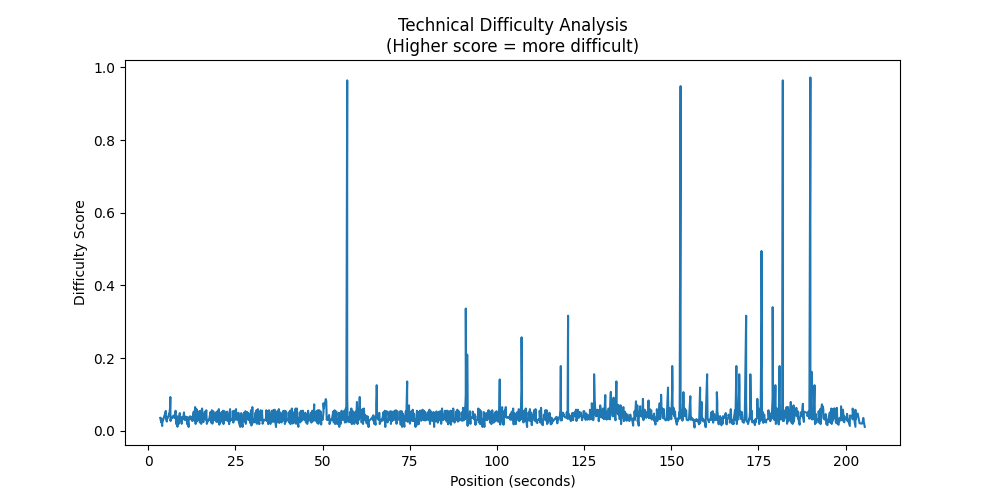 Technical Difficulty Analysis
(Higher score = more difficult)
1.0
0.8
0.6
0.4
0.2
0.0
Difficulty Score
0 25 50 75 100 125 150 175 200
Position (seconds)